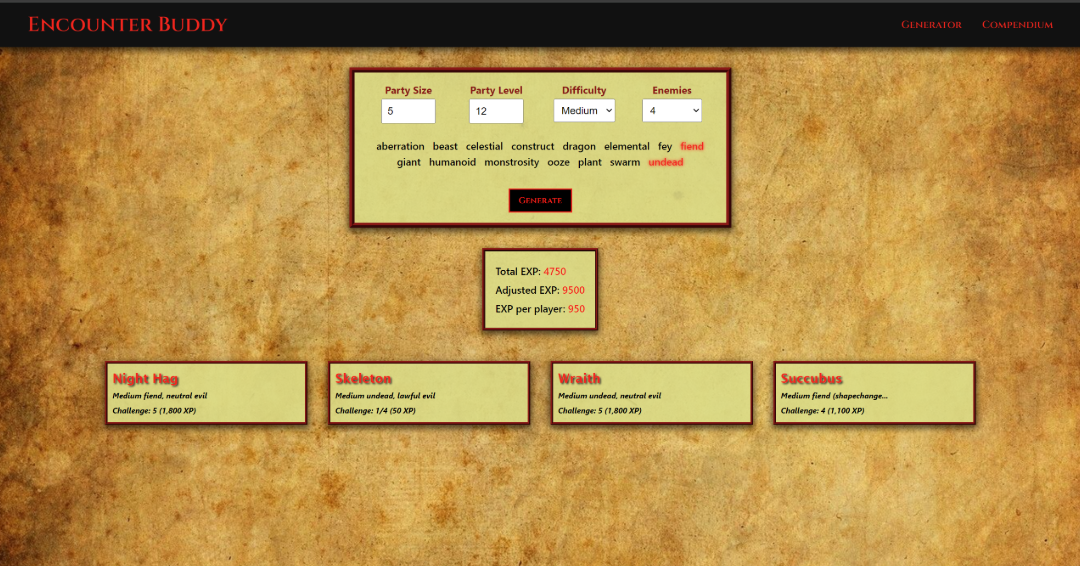 Encounter Buddy
Generator Compendium
Party Size Party Level Difficulty Enemies
5 12 Medium 4
aberration beast celestial construct dragon elemental fey fiend
giant humanoid monstrosity ooze plant swarm undead
Generate
Total EXP: 4750
Adjusted EXP: 9500
EXP per player: 950
Night Hag
Medium fiend, neutral evil
Challenge: 5 (1,800 XP)
Skeleton
Medium undead, lawful evil
Challenge: 1/4 (50 XP)
Wraith
Medium undead, neutral evil
Challenge: 5 (1,800 XP)
Succubus
Medium fiend (shapechange...
Challenge: 4 (1,100 XP)